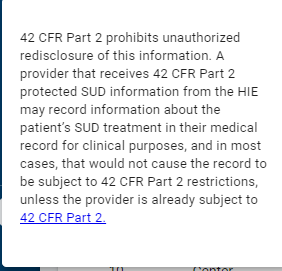 42 CFR Part 2 prohibits unauthorized
redisclosure of this information. A
provider that receives 42 CFR Part 2
protected SUD information from the HIE
may record information about the
patient's SUD treatment in their medical
record for clinical purposes, and in most
cases, that would not cause the record to
be subject to 42 CFR Part 2 restrictions,
unless the provider is already subject to
42 CFR Part 2.